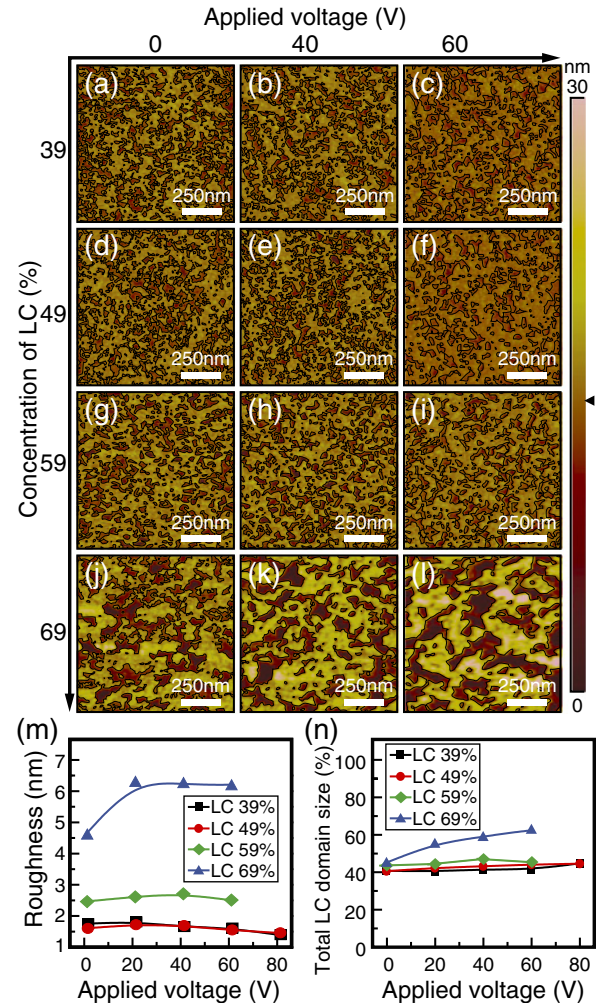 Applied voltage (V)
0 40 60
nm
30
(a) (b) (c)
39
250nm 250nm 250nm
(d) (e) (f)
49
250nm 250nm 250nm
(g) (h) (i)
59
250nm 250nm 250nm
(j) (k) (l)
69
250nm 250nm 250nm
0
Concentration of LC (%)
(m)
Roughness (nm)
7
6
5
4
3
2
1
LC 39%
LC 49%
LC 59%
LC 69%
0 20 40 60 80
Applied voltage (V)
(n)
Total LC domain size (%)
100
80
60
40
20
0
LC 39%
LC 49%
LC 59%
LC 69%
0 20 40 60 80
Applied voltage (V)